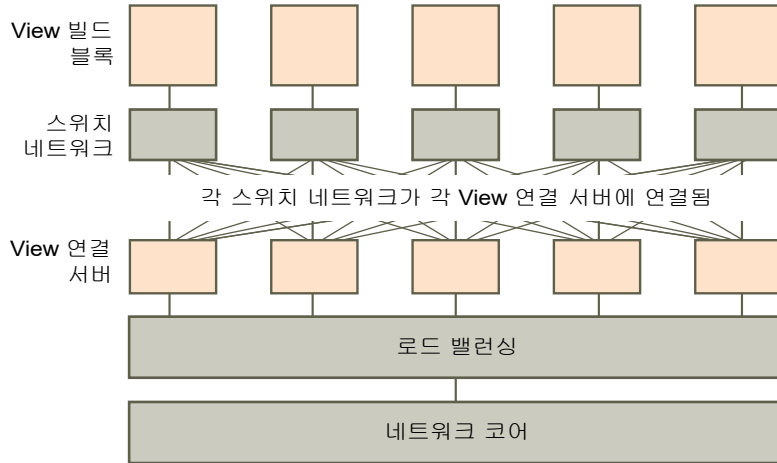 View 빌드
블록
스위치
네트워크
각 스위치 네트워크가 각 View 연결 서버에 연결됨
View 연결
서버
로드 밸런싱
네트워크 코어